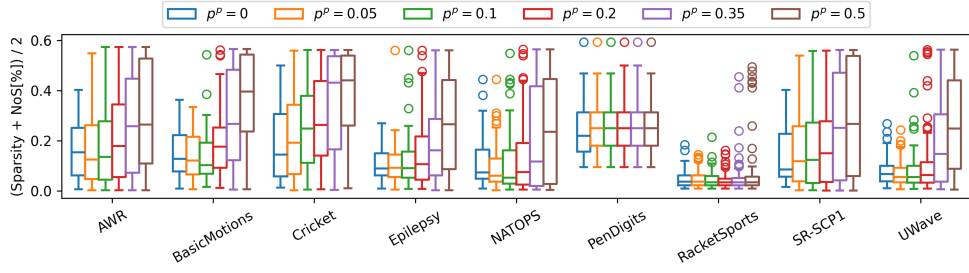 p^p = 0 p^p = 0.05 p^p = 0.1 p^p = 0.2 p^p = 0.35 p^p = 0.5
(Sparsity + NoS[%]) / 2
0.6
0.4
0.2
0.0
AWR BasicMotions Cricket Epilepsy NATOPS PenDigits RacketSports SR-SCP1 UWave